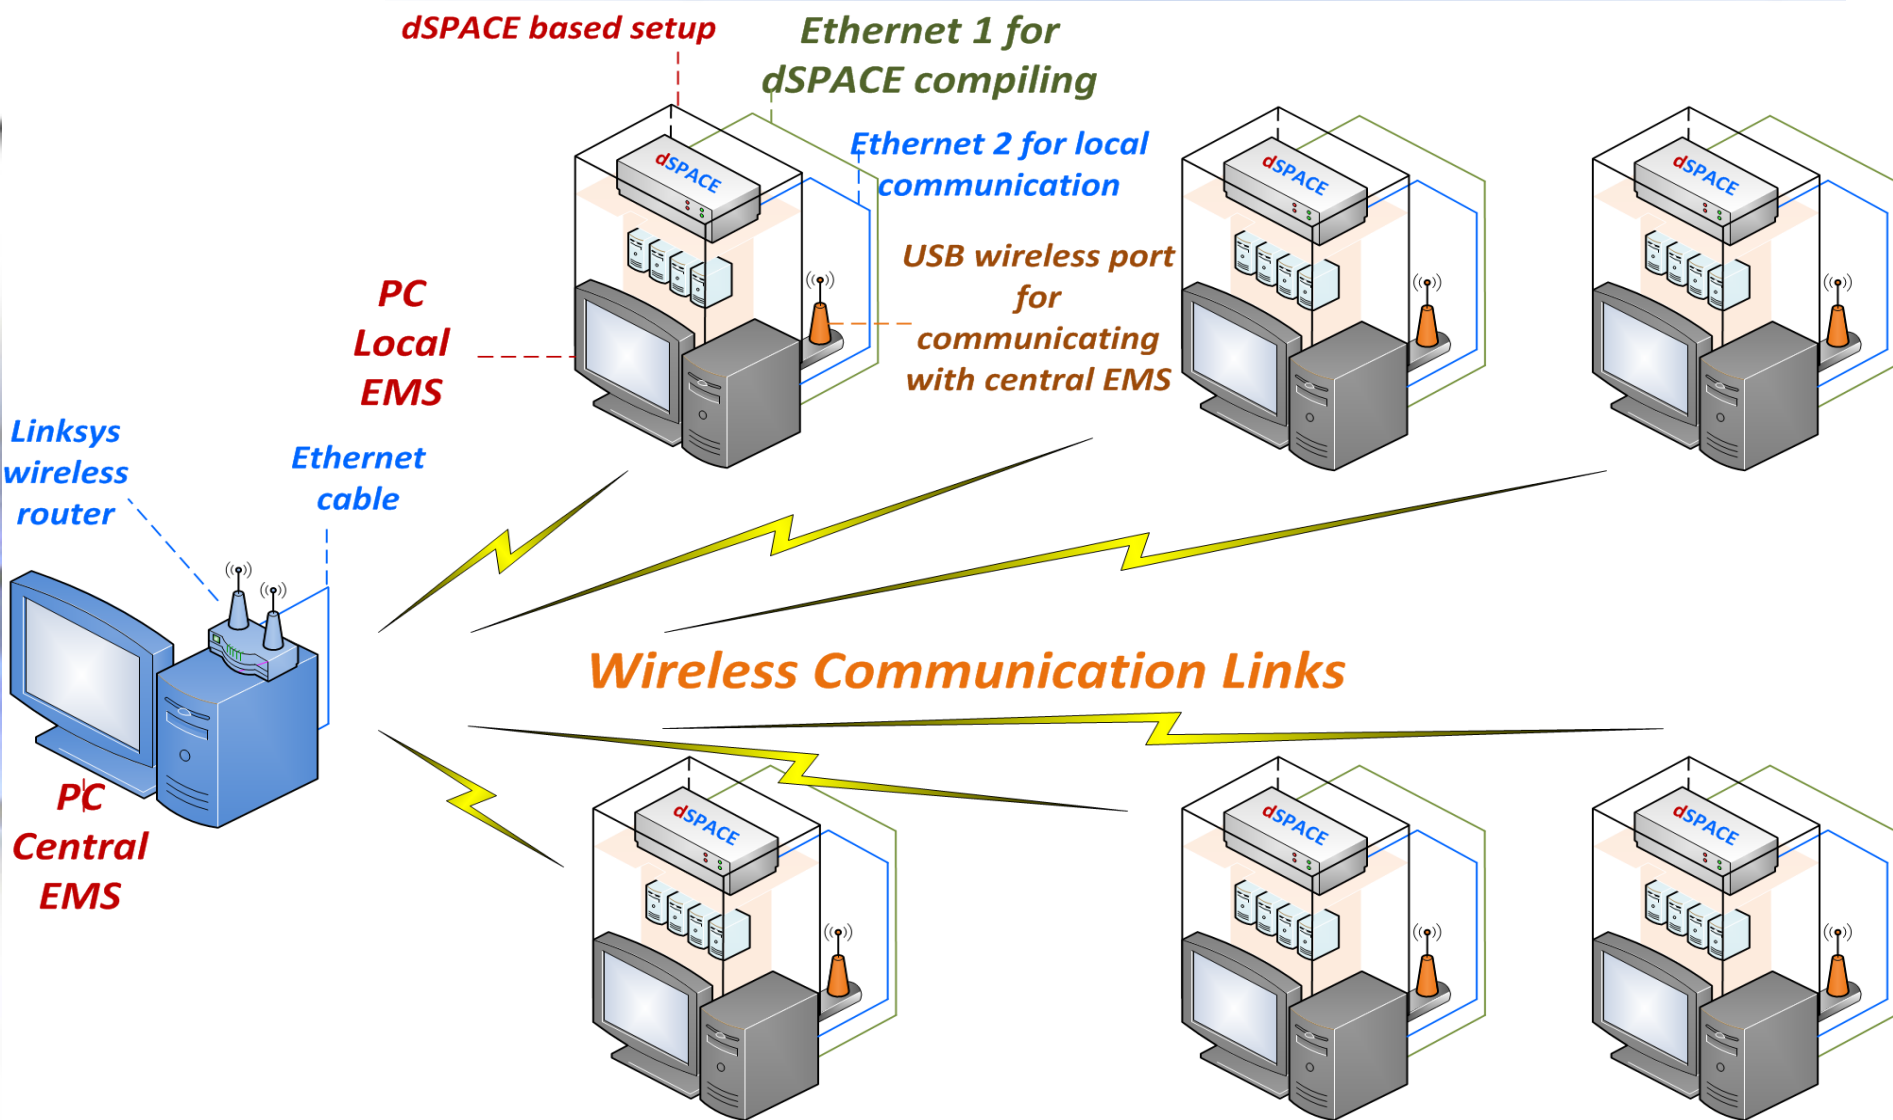 dSPACE based setup
Ethernet 1 for
dSPACE compiling
Ethernet 2 for local
communication
dSPACE
dSPACE
dSPACE
USB wireless port
for
communicating
with central EMS
PC
Local
EMS
Linksys
wireless
router
Ethernet
cable
Wireless Communication Links
PC
Central
EMS
dSPACE
dSPACE
dSPACE